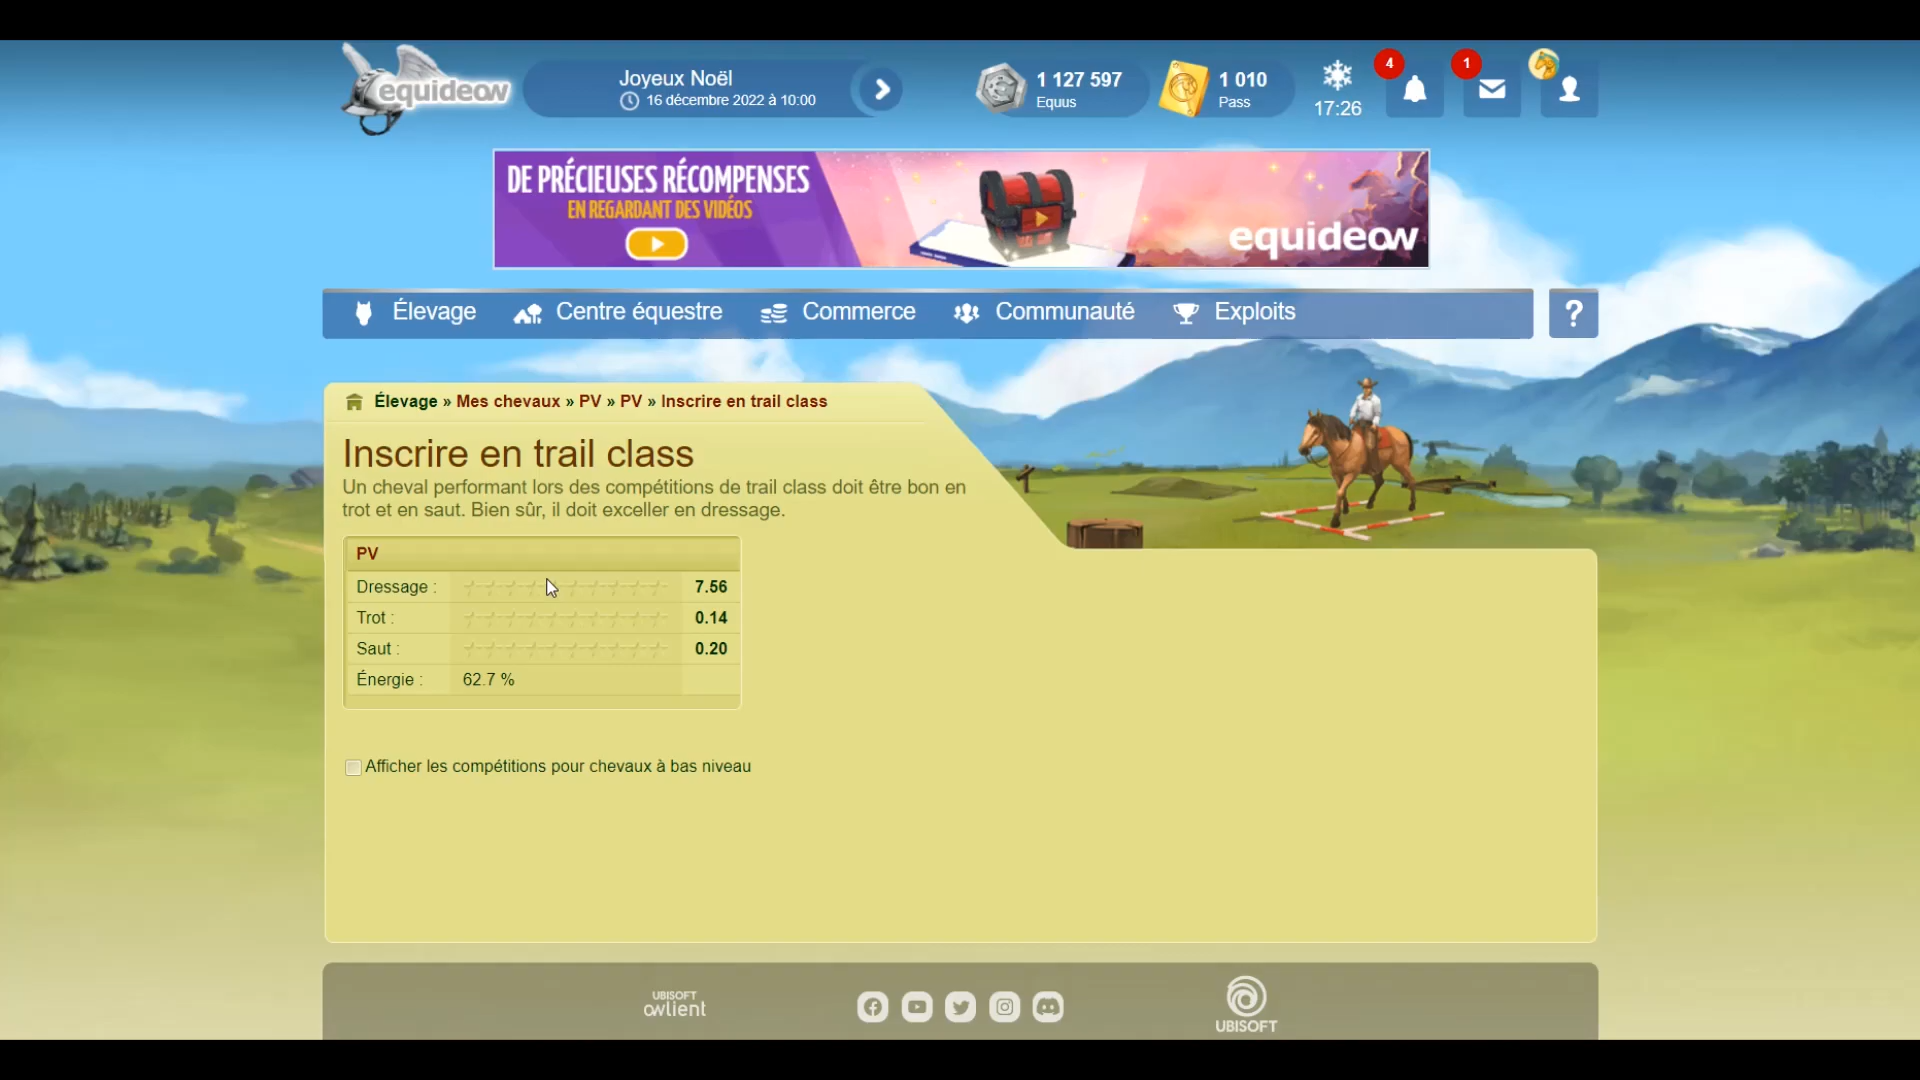 equideow
Joyeux Noël
16 décembre 2022 à 10:00
1 127 597
Equus
1 010
Pass
17:26
4
1
DE PRÉCIEUSES RÉCOMPENSES
EN REGARDANT DES VIDÉOS
equideow
Élevage
Centre équestre
Commerce
Communauté
Exploits
?
Élevage » Mes chevaux » PV » PV » Inscrire en trail class
Inscrire en trail class
Un cheval performant lors des compétitions de trail class doit être bon en
trot et en saut. Bien sûr, il doit exceller en dressage.
PV
Dressage : 7.56
Trot : 0.14
Saut : 0.20
Énergie : 62.7 %
Afficher les compétitions pour chevaux à bas niveau
UBISOFT
owlient
UBISOFT